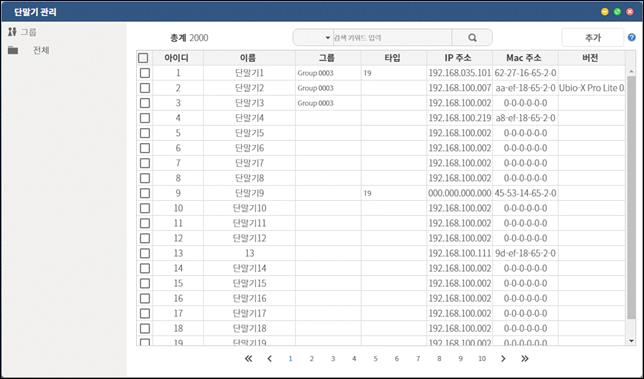 단말기 관리
그룹
전체
총계 2000
검색 키워드 입력
추가
아이디 이름 그룹 타입 IP 주소 Mac 주소 버전
1 단말기1 Group 0003 19 192.168.035.101 62-27-16-65-2-0
2 단말기2 Group 0003 192.168.100.007 aa-ef-18-65-2-0 Ubio-X Pro Lite 0
3 단말기3 Group 0003 192.168.100.002 0-0-0-0-0-0
4 단말기4 192.168.100.219 a8-ef-18-65-2-0
5 단말기5 192.168.100.002 0-0-0-0-0-0
6 단말기6 192.168.100.002 0-0-0-0-0-0
7 단말기7 192.168.100.002 0-0-0-0-0-0
8 단말기8 192.168.100.002 0-0-0-0-0-0
9 단말기9 19 000.000.000.000 45-53-14-65-2-0
10 단말기10 192.168.100.002 0-0-0-0-0-0
11 단말기11 192.168.100.002 0-0-0-0-0-0
12 단말기12 192.168.100.002 0-0-0-0-0-0
13 13 192.168.100.111 9d-ef-18-65-2-0
14 단말기14 192.168.100.002 0-0-0-0-0-0
15 단말기15 192.168.100.002 0-0-0-0-0-0
16 단말기16 192.168.100.002 0-0-0-0-0-0
17 단말기17 192.168.100.002 0-0-0-0-0-0
18 단말기18 192.168.100.002 0-0-0-0-0-0
19 단말기19 192.168.100.002 0-0-0-0-0-0
1 2 3 4 5 6 7 8 9 10